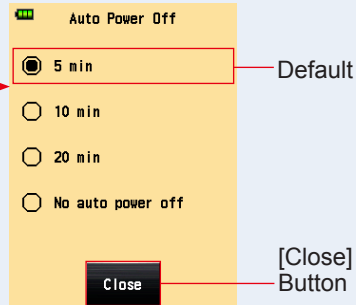 Auto Power Off
5 min
Default
10 min
20 min
No auto power off
Close
[Close]
Button